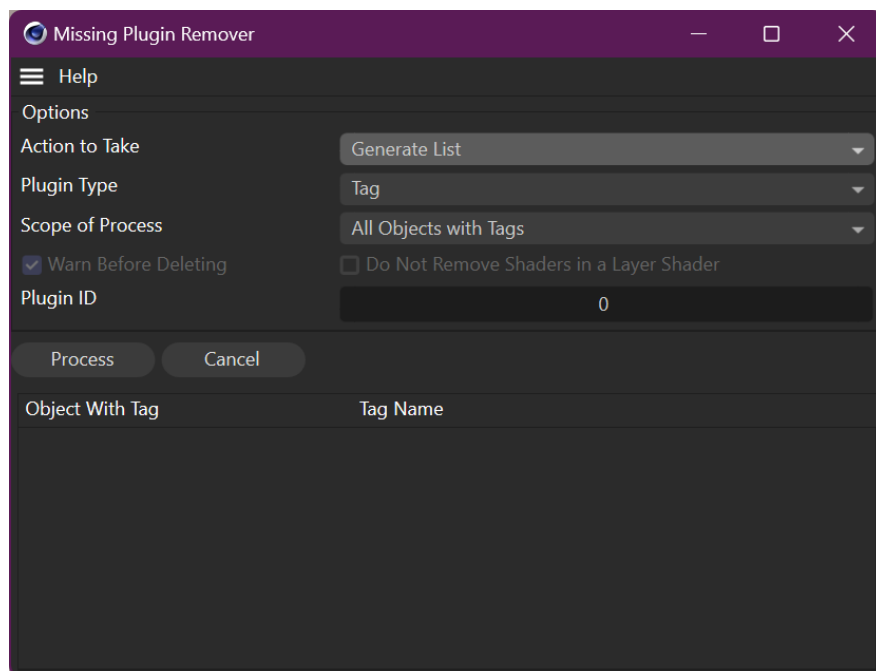 Missing Plugin Remover
Help
Options
Action to Take Generate List
Plugin Type Tag
Scope of Process All Objects with Tags
Warn Before Deleting Do Not Remove Shaders in a Layer Shader
Plugin ID 0
Process Cancel
Object With Tag Tag Name